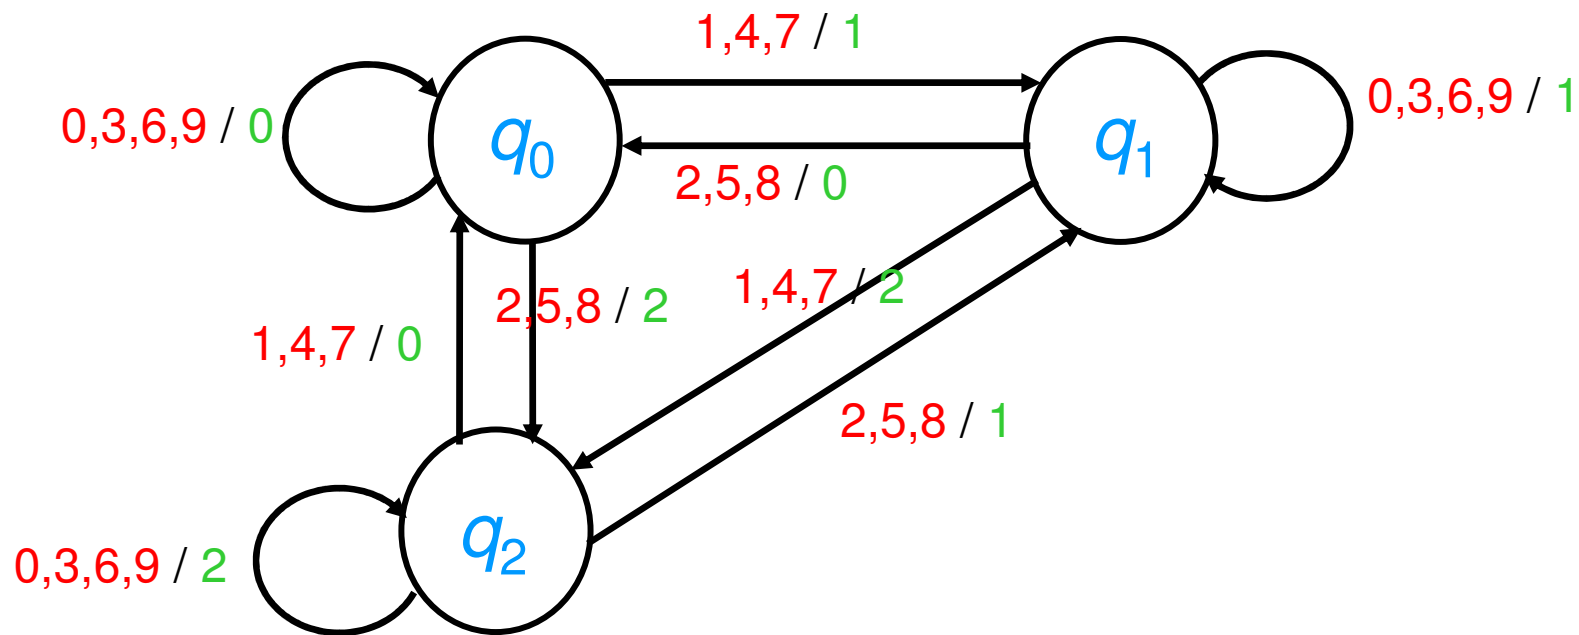 1,4,7 / 1
0,3,6,9 / 0
q0
q1
0,3,6,9 / 1
2,5,8 / 0
1,4,7 / 0
2,5,8 / 2
1,4,7 / 2
2,5,8 / 1
q2
0,3,6,9 / 2